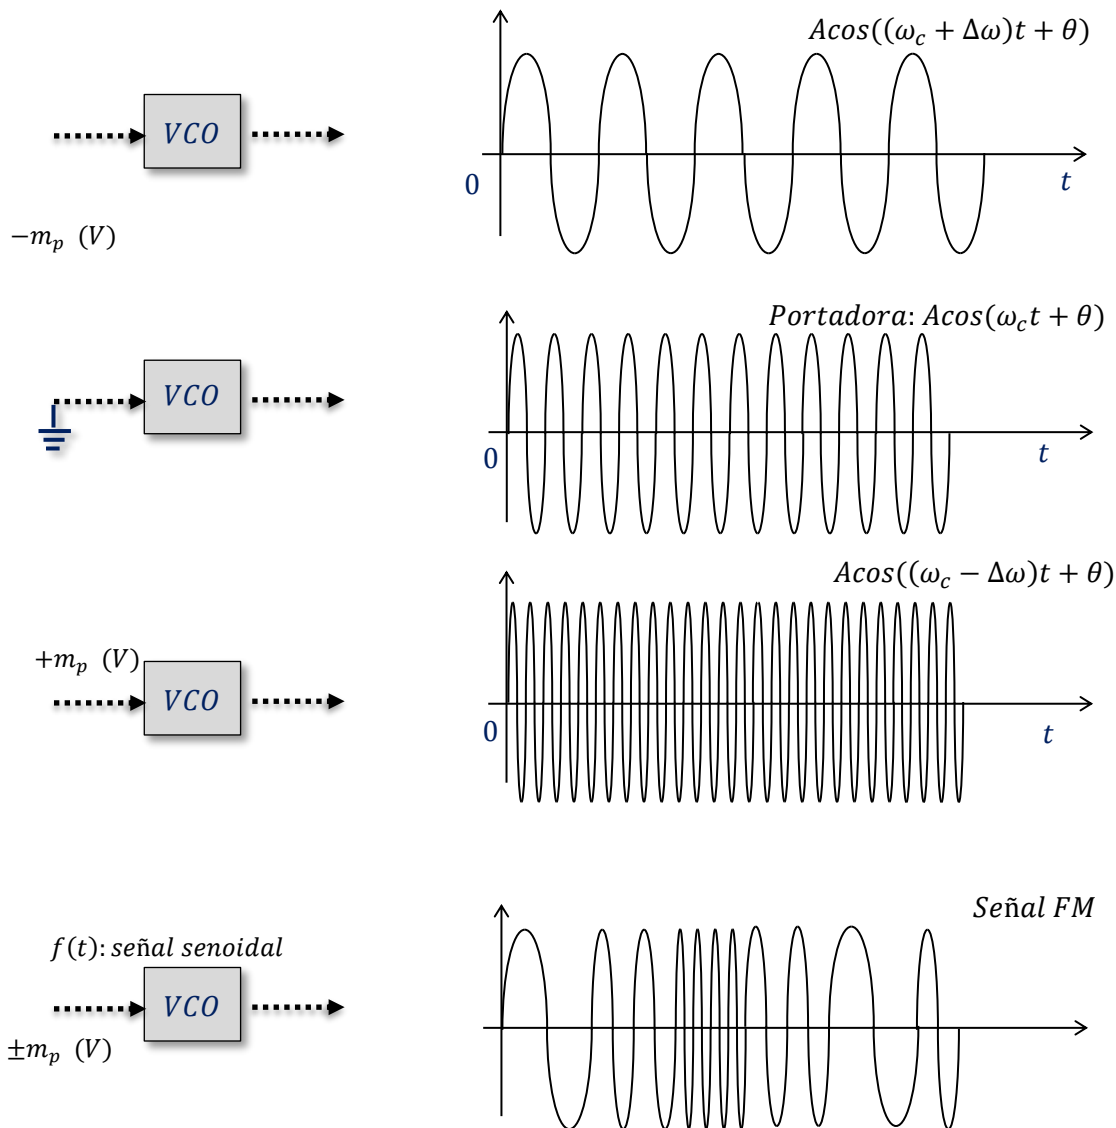 Acos((ω_c + Δω)t + θ)
VCO
0
t
−m_p (V)
Portadora: Acos(ω_c t + θ)
VCO
0
t
Acos((ω_c − Δω)t + θ)
+m_p (V)
VCO
0
t
Señal FM
f(t): señal senoidal
VCO
±m_p (V)